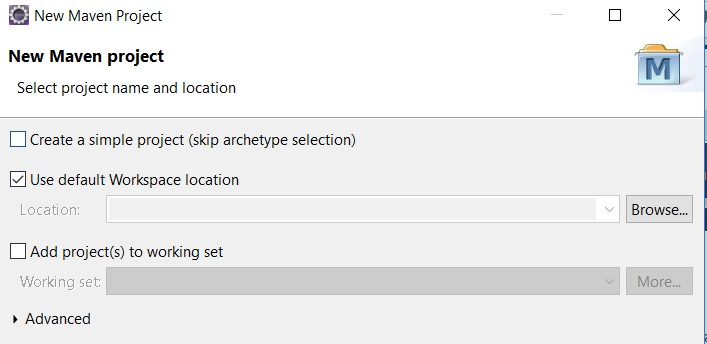 New Maven Project
New Maven project
Select project name and location
M
Create a simple project (skip archetype selection)
Use default Workspace location
Location:
Browse...
Add project(s) to working set
Working set:
More...
Advanced